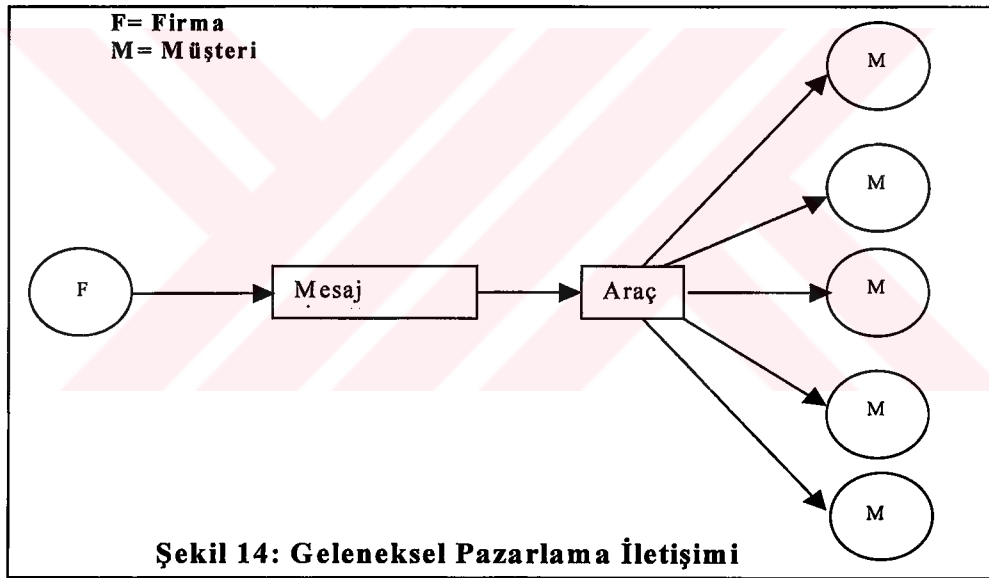 F= Firma
M= Müşteri
M
M
F
Mesaj
Araç
M
M
M
Şekil 14: Geleneksel Pazarlama İletişimi